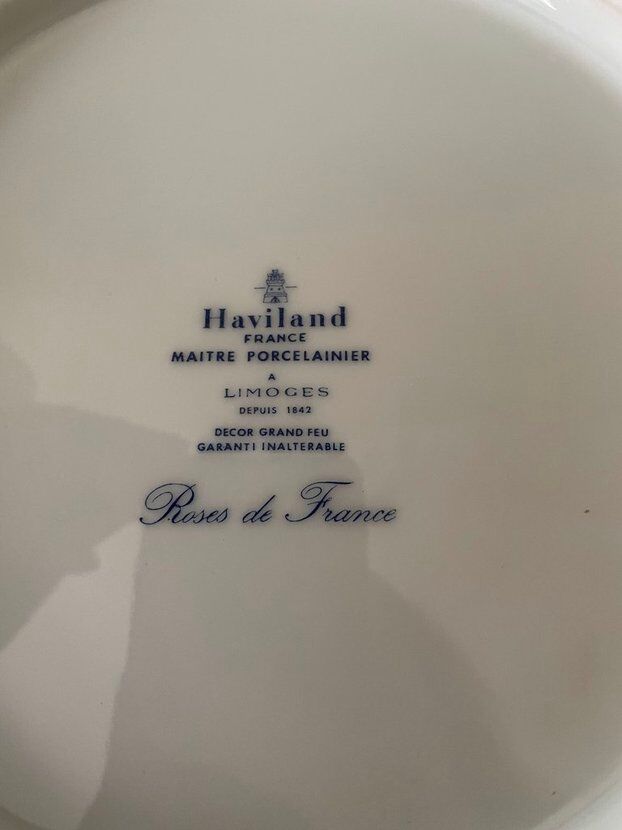 Haviland
FRANCE
MAITRE PORCELAINIER
A
LIMOGES
DEPUIS 1842
DECOR GRAND FEU
GARANTI INALTERABLE
Roses de France